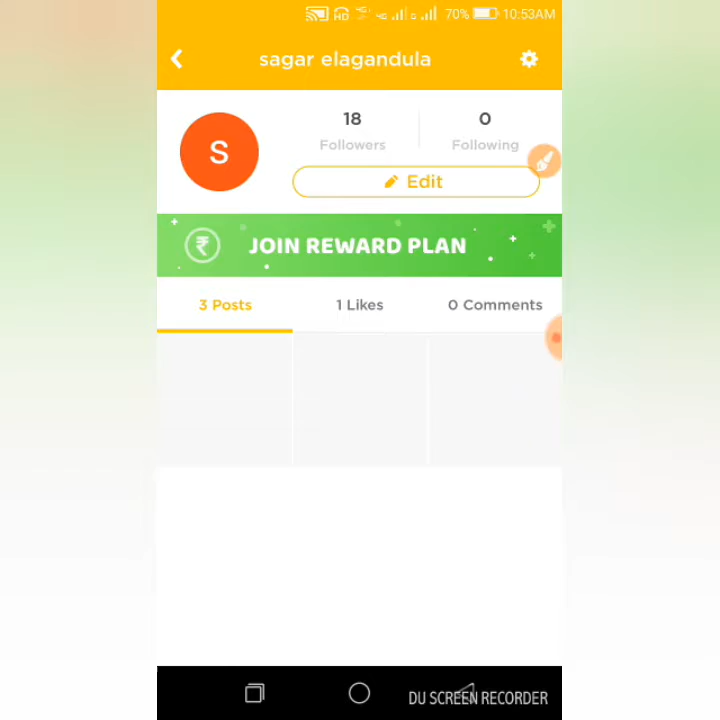 HD 70% 10:53AM
sagar elagandula
S
18 0
Followers Following
Edit
₹ JOIN REWARD PLAN
3 Posts 1 Likes 0 Comments
DU SCREEN RECORDER